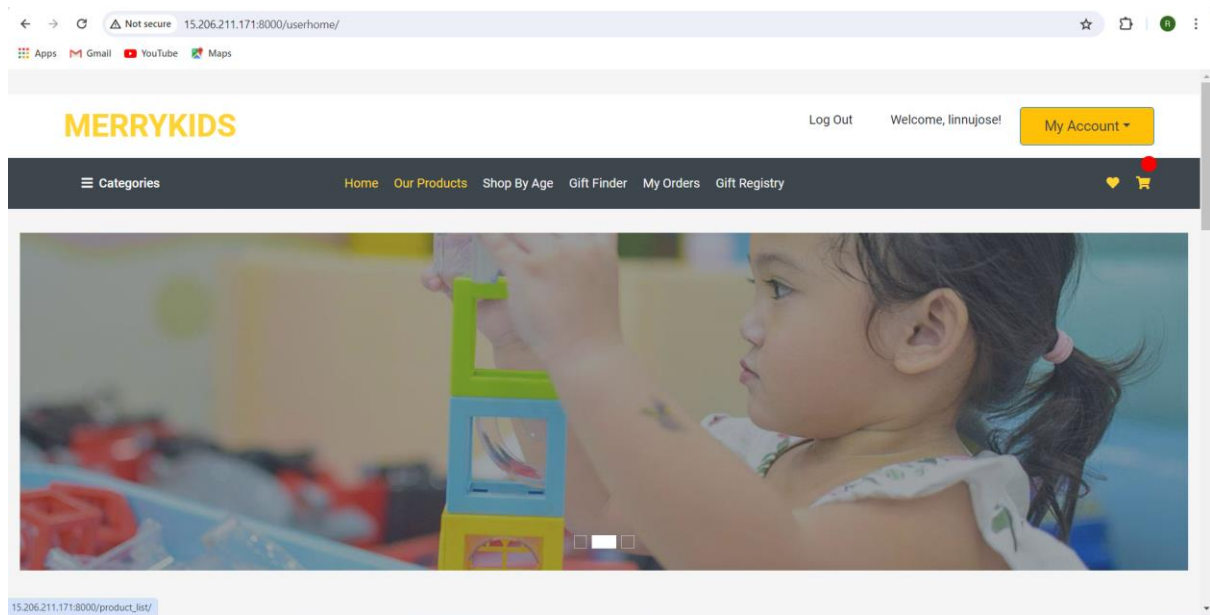 Not secure 15.206.211.171:8000/userhome/
R
Apps Gmail YouTube Maps
MERRYKIDS Log Out Welcome, linnujose! My Account
Categories Home Our Products Shop By Age Gift Finder My Orders Gift Registry
15.206.211.171:8000/product_list/